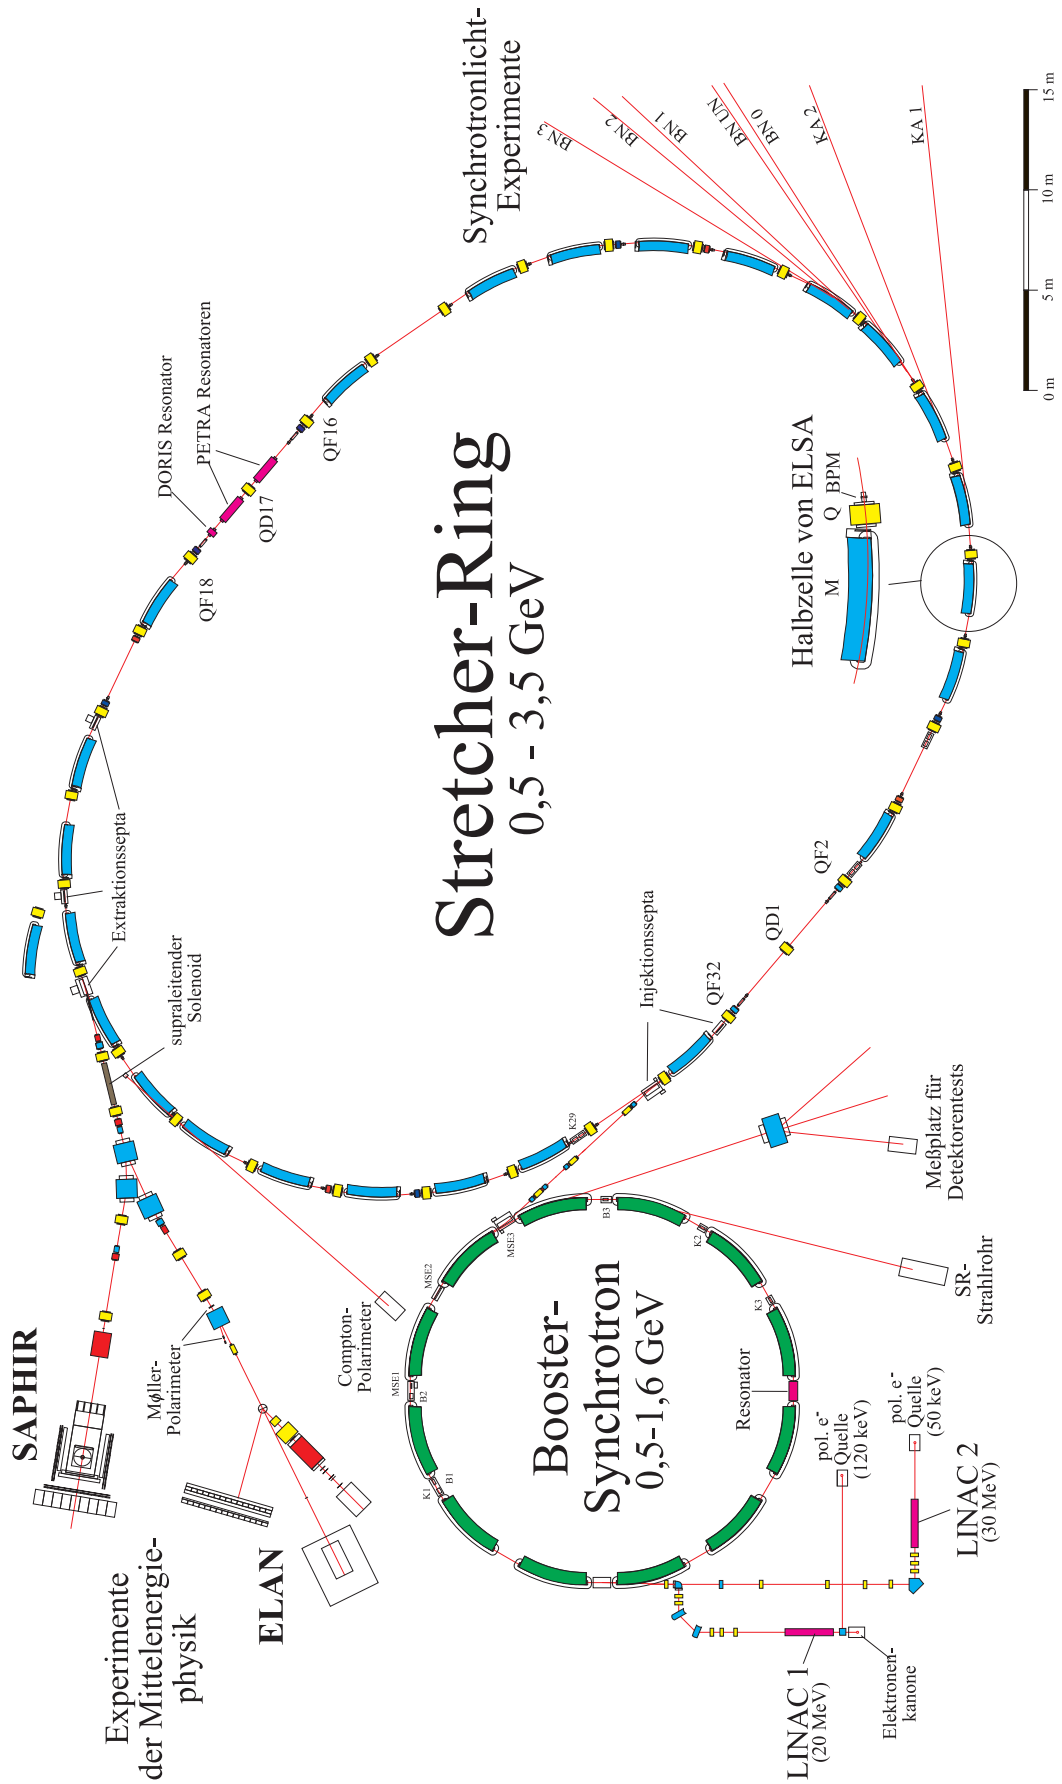 SAPHIR
Experimente
der Mittelenergie-
physik
ELAN
Møller-
Polarimeter
Compton-
Polarimeter
supraleitender
Solenoid
Extraktionssepta
DORIS Resonator
PETRA Resonatoren
QF18
QD17
QF16
Synchrotronlicht-
Experimente
BN 3
BN 2
BN 1
BN UN
BN 0
KA 2
KA 1
Stretcher-Ring
0,5 - 3,5 GeV
Halbzelle von ELSA
M
Q
BPM
0 m
5 m
10 m
15 m
QF2
QD1
QF32
Injektionssepta
K29
Meßplatz für
Detektorentests
SR-
Strahlrohr
MSE3
MSE2
MSE1
B2
B1
K1
B3
K2
K3
Booster-
Synchrotron
0,5-1,6 GeV
Resonator
pol. e-
Quelle
(120 keV)
pol. e-
Quelle
(50 keV)
LINAC 2
(30 MeV)
LINAC 1
(20 MeV)
Elektronen-
kanone